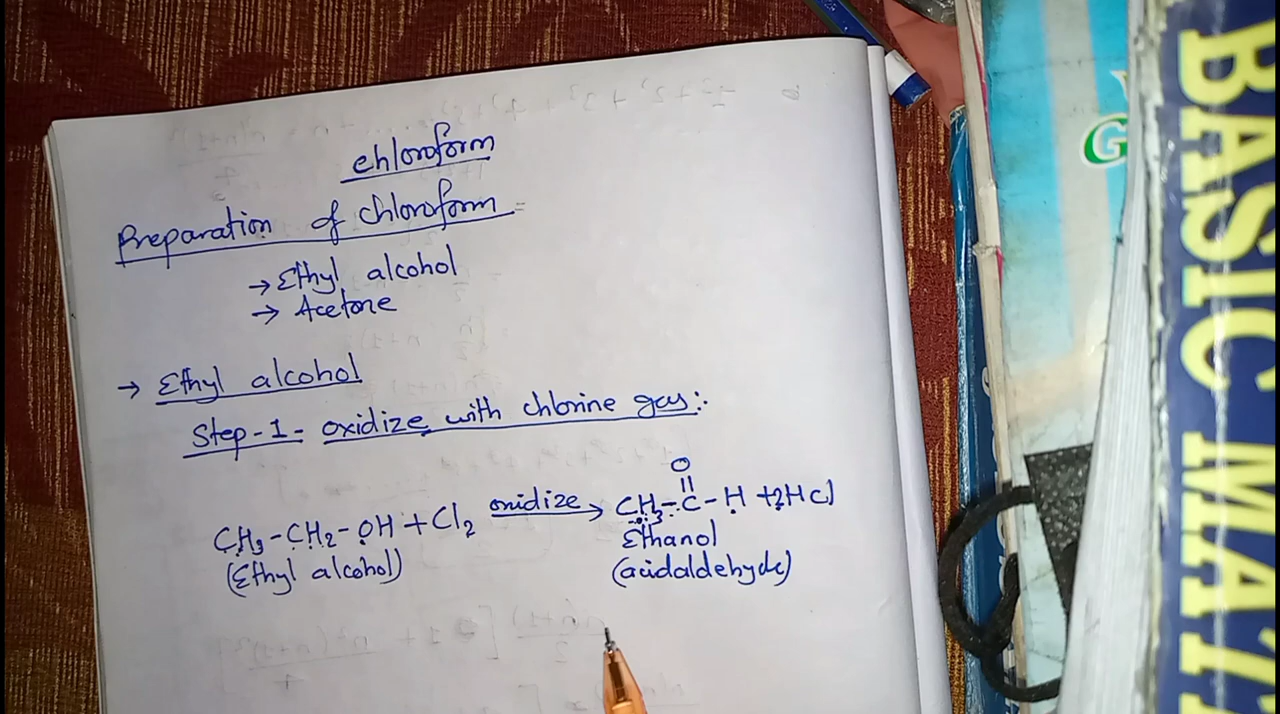 chloroform
Preparation of chloroform =
→ Ethyl alcohol
→ Acetone
→ Ethyl alcohol
Step-1- oxidize with chlorine gas:-
CH₃-CH₂-OH + Cl₂ oxidize → CH₃-C-H + 2HCl
O
Ethanol
(Ethyl alcohol) (acidaldehyde)
BASIC MAT
G